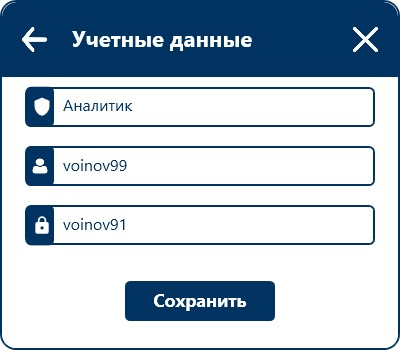 Учетные данные
Аналитик
voinov99
voinov91
Сохранить